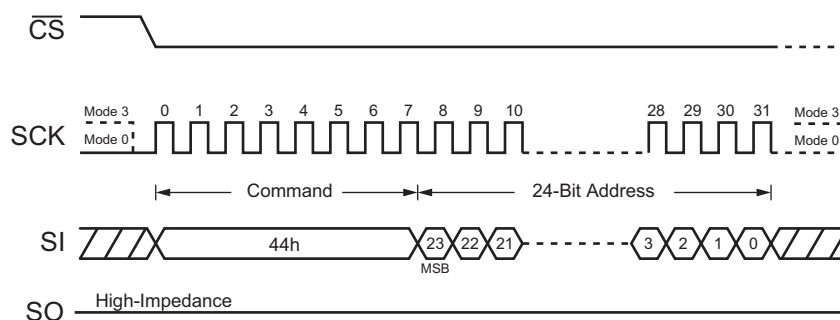 CS
SCK
Mode 3
Mode 0
0 1 2 3 4 5 6 7 8 9 10 28 29 30 31
Mode 3
Mode 0
Command
24-Bit Address
SI
44h
23 22 21 3 2 1 0
MSB
SO
High-Impedance